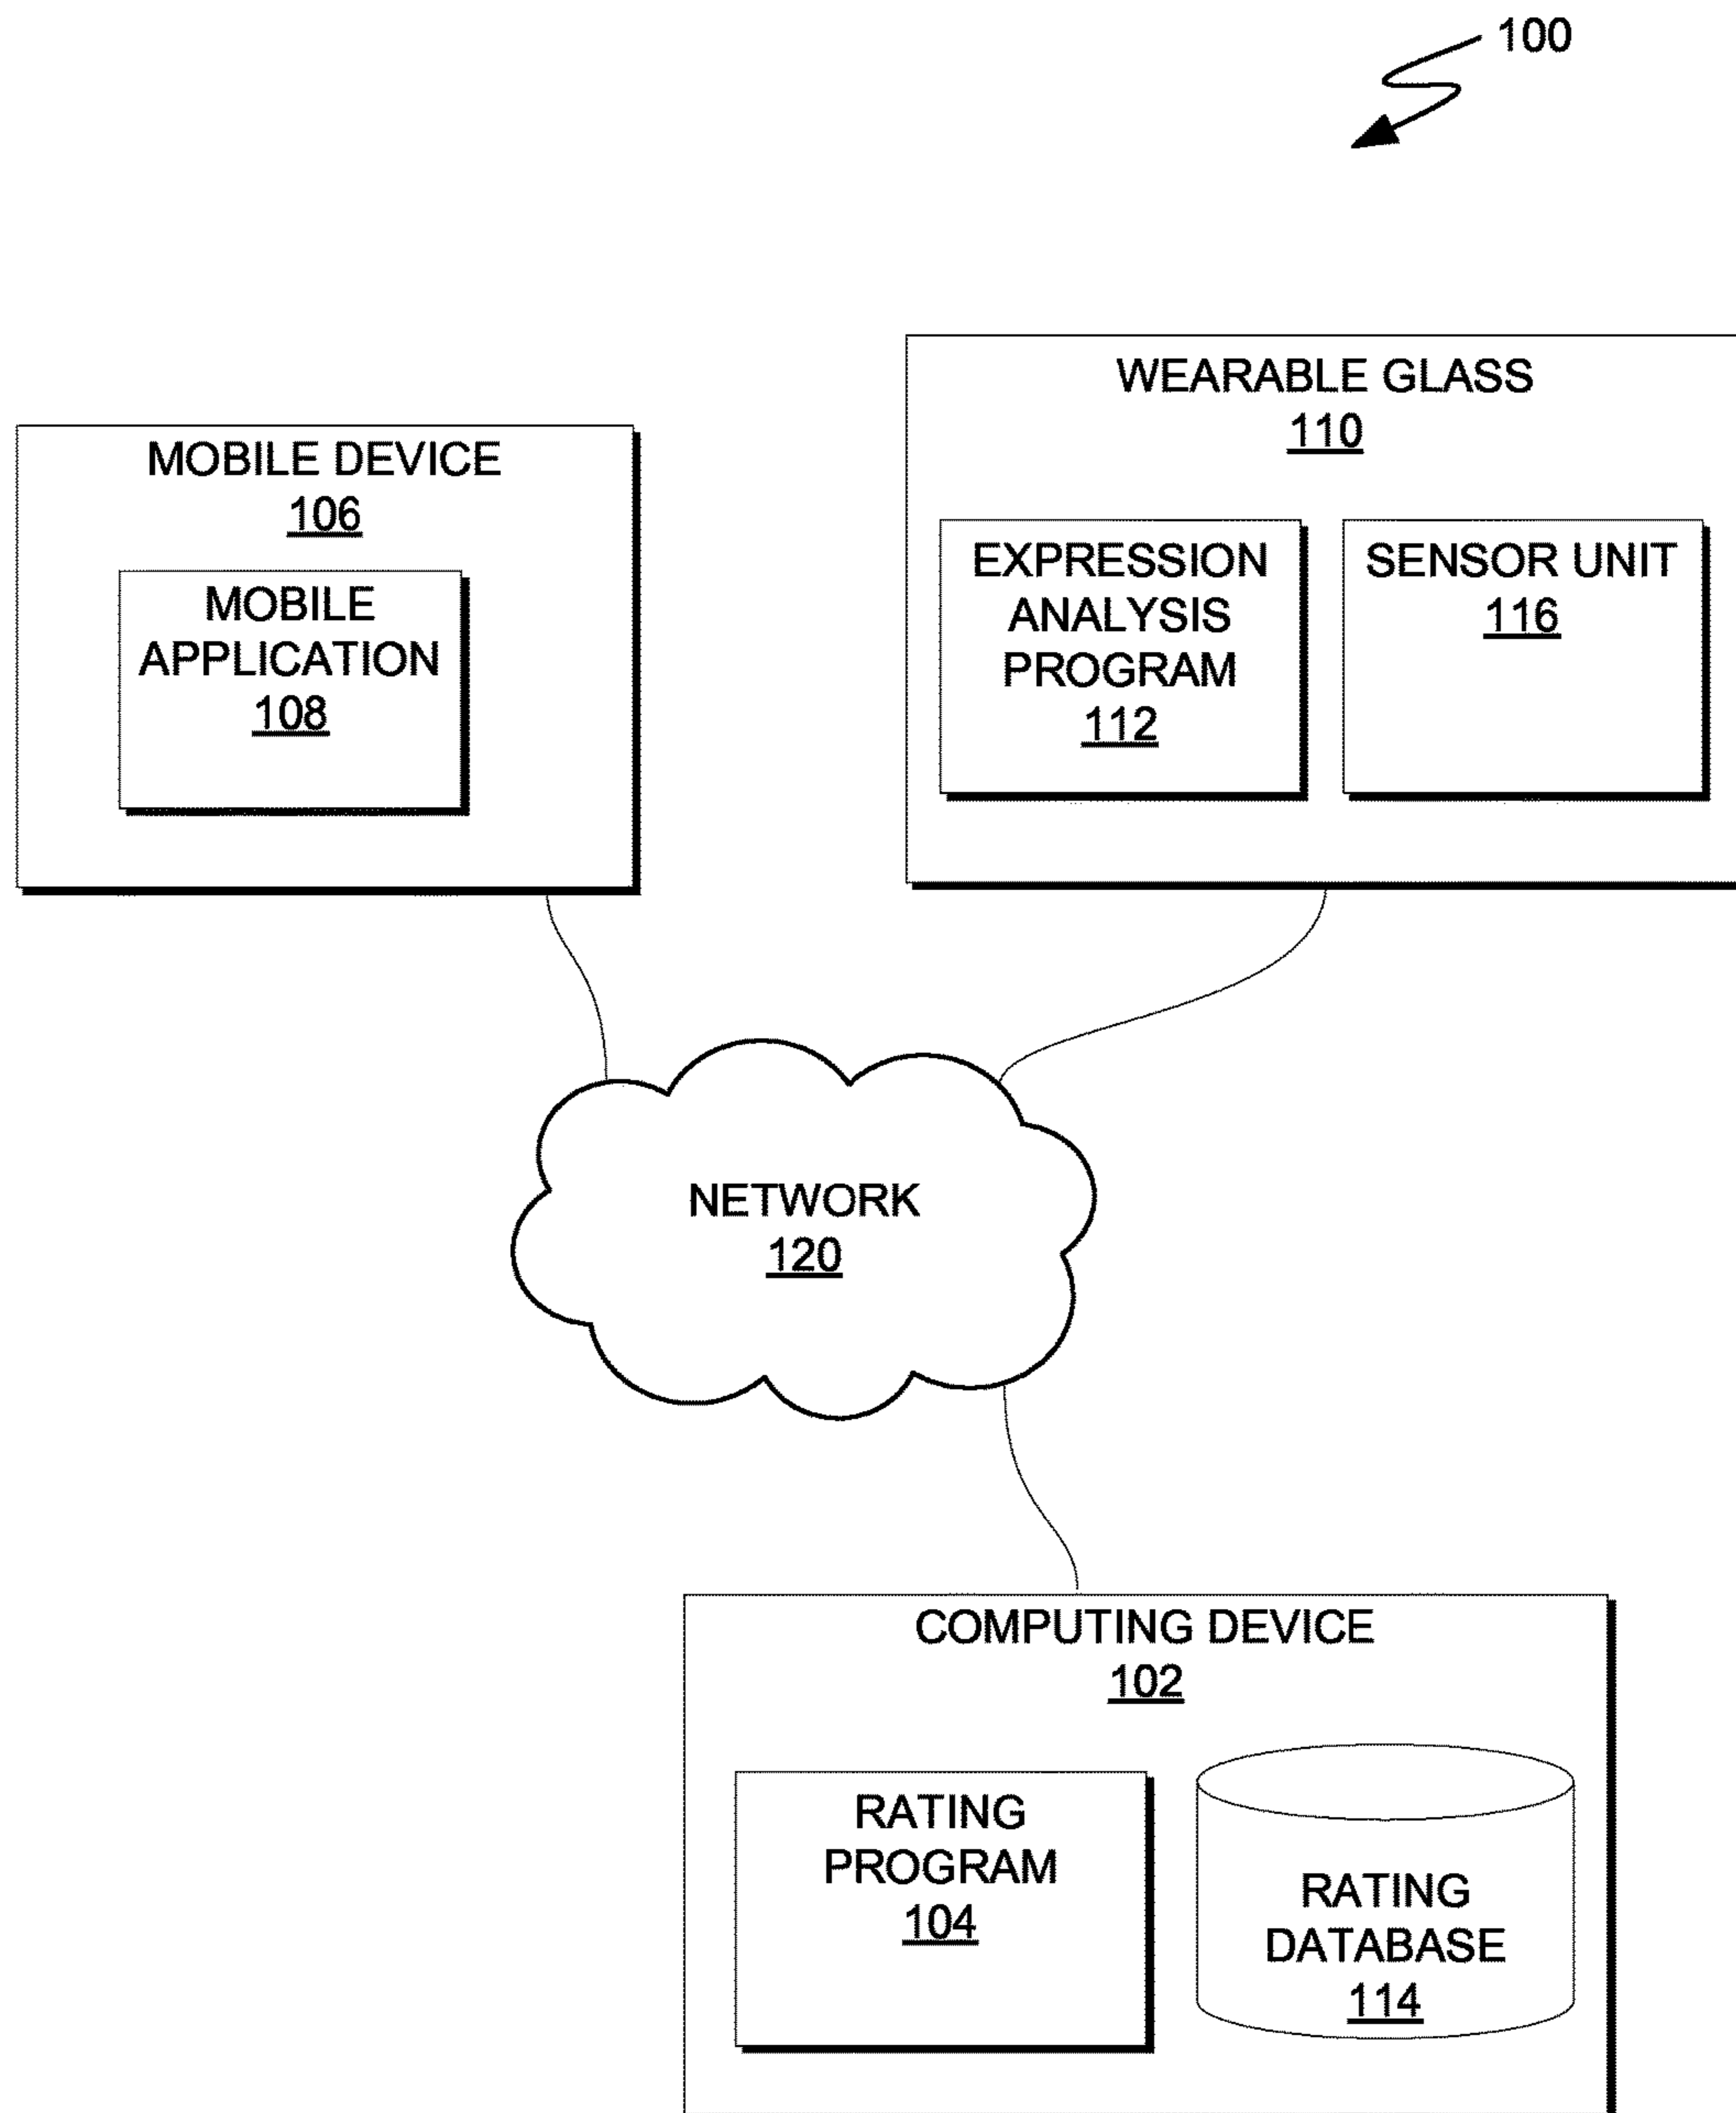 100
WEARABLE GLASS
110
MOBILE DEVICE
106
EXPRESSION
ANALYSIS
PROGRAM
112
SENSOR UNIT
116
MOBILE
APPLICATION
108
NETWORK
120
COMPUTING DEVICE
102
RATING
PROGRAM
104
RATING
DATABASE
114